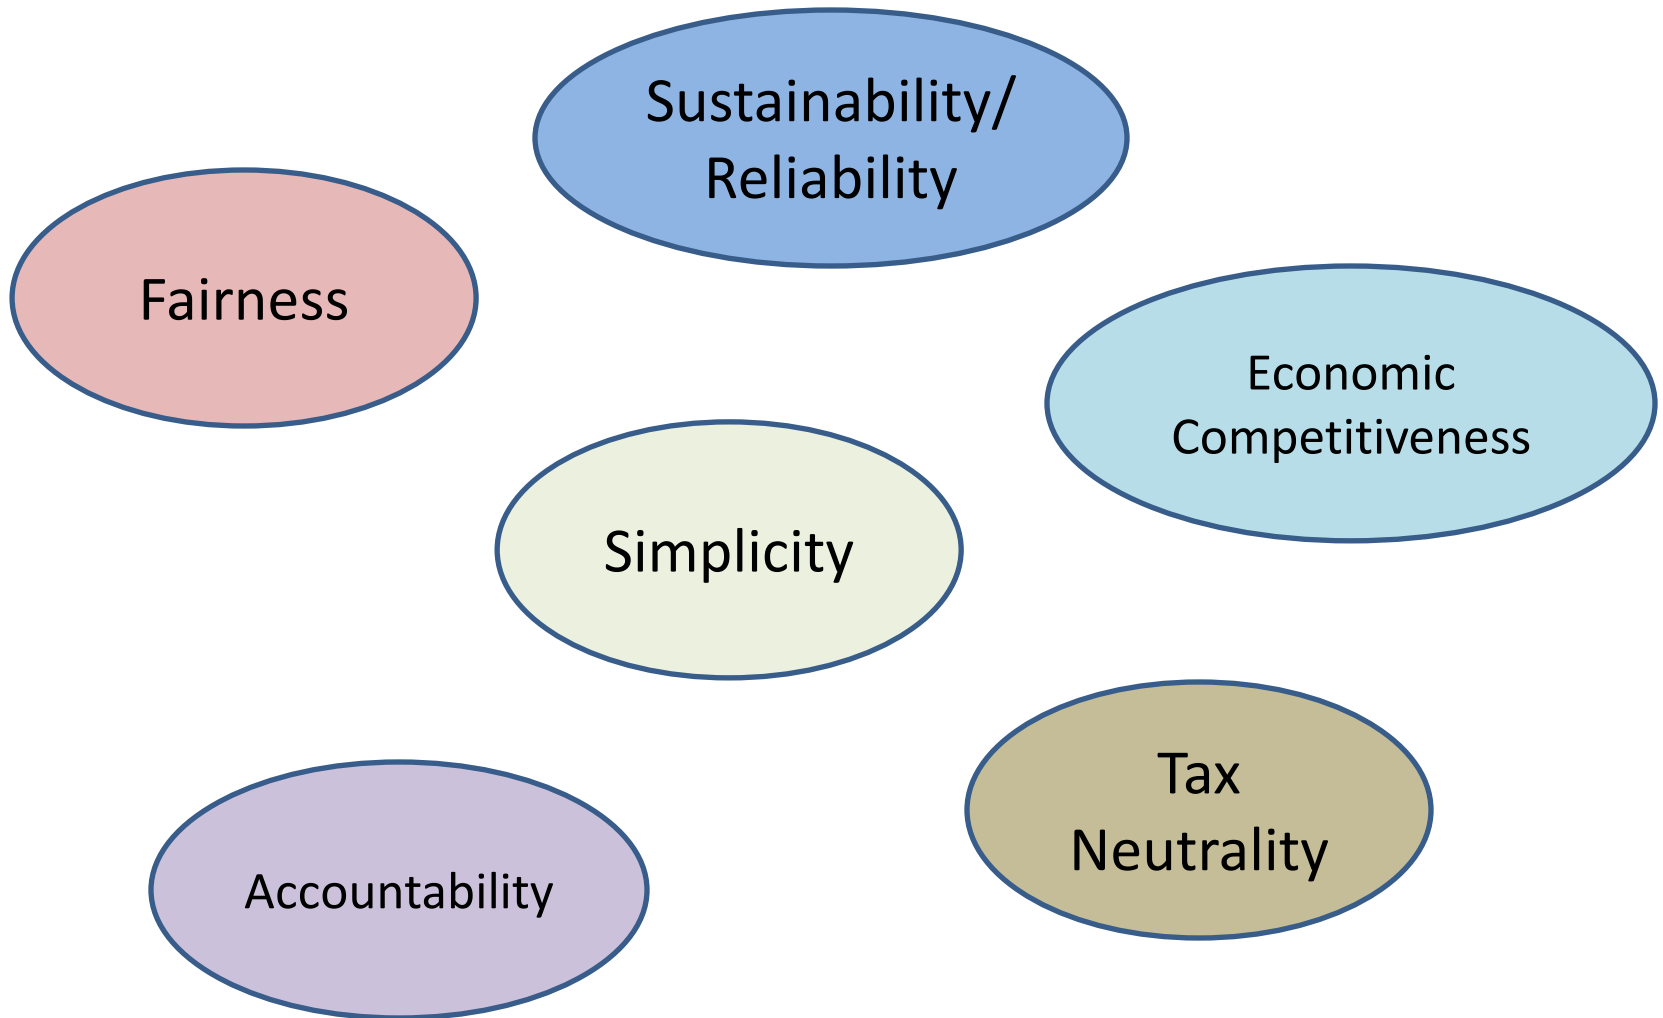 Sustainability/
Reliability
Fairness
Economic
Competitiveness
Simplicity
Tax
Neutrality
Accountability